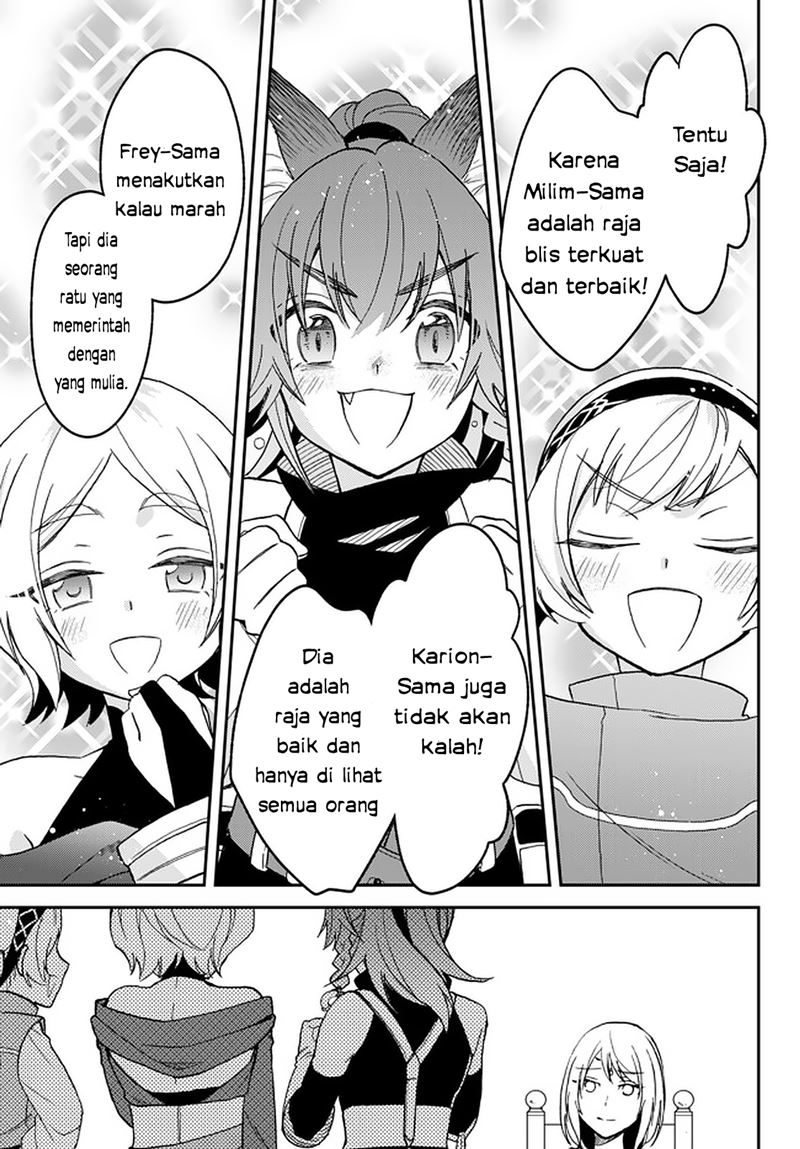 Tentu
Saja!
Karena
Milim-Sama
adalah raja
blis terkuat
dan terbaik!
Karion-
Sama juga
tidak akan
kalah!
Dia
adalah
raja yang
baik dan
hanya di lihat
semua orang
Frey-Sama
menakutkan
kalau marah
Tapi dia
seorang
ratu yang
memerintah
dengan
yang mulia.